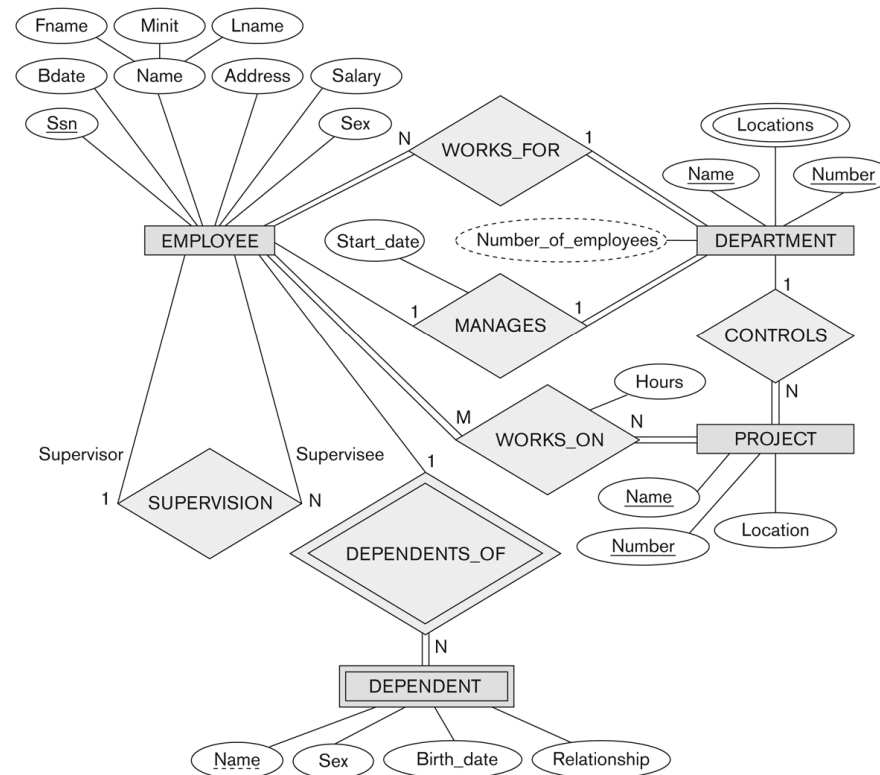 Fname
Minit
Lname
Bdate
Name
Address
Salary
Ssn
Sex
N
WORKS_FOR
1
Locations
Name
Number
EMPLOYEE
Start_date
Number_of_employees
DEPARTMENT
1
MANAGES
1
1
CONTROLS
N
Hours
M
WORKS_ON
N
PROJECT
Supervisor
Supervisee
1
SUPERVISION
N
1
Name
Number
Location
DEPENDENTS_OF
N
DEPENDENT
Name
Sex
Birth_date
Relationship